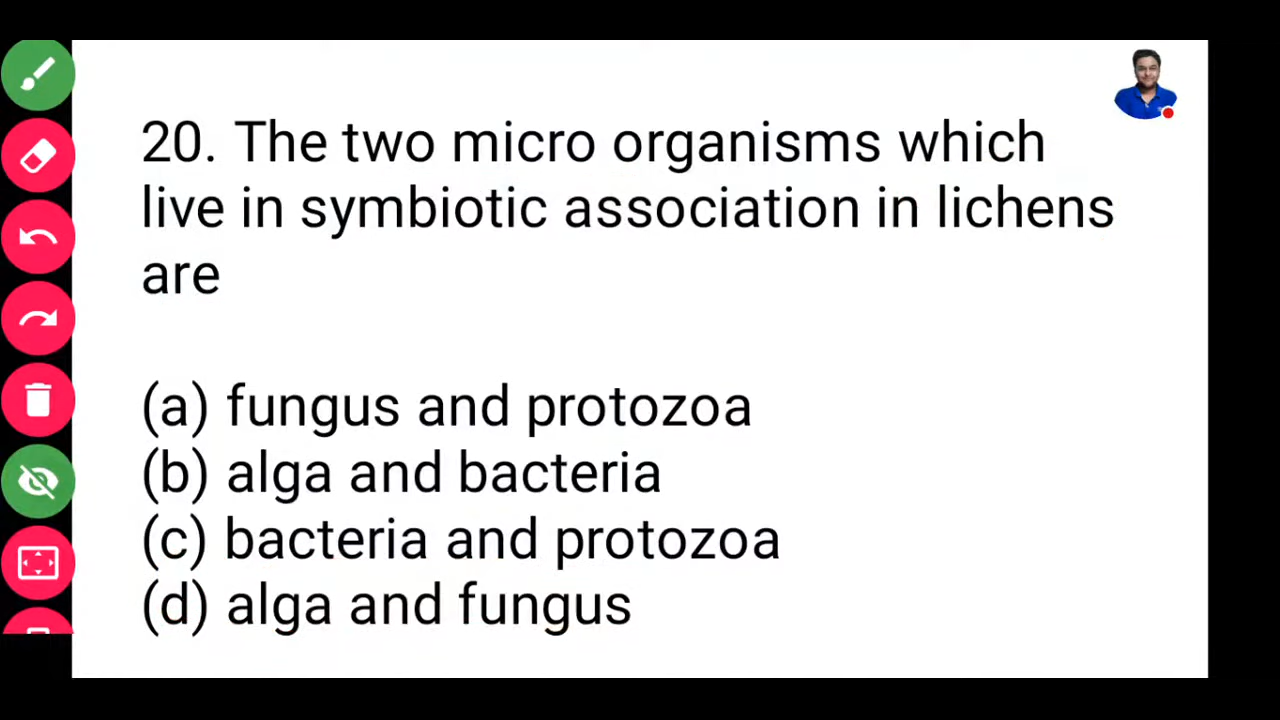 20. The two micro organisms which
live in symbiotic association in lichens
are
(a) fungus and protozoa
(b) alga and bacteria
(c) bacteria and protozoa
(d) alga and fungus